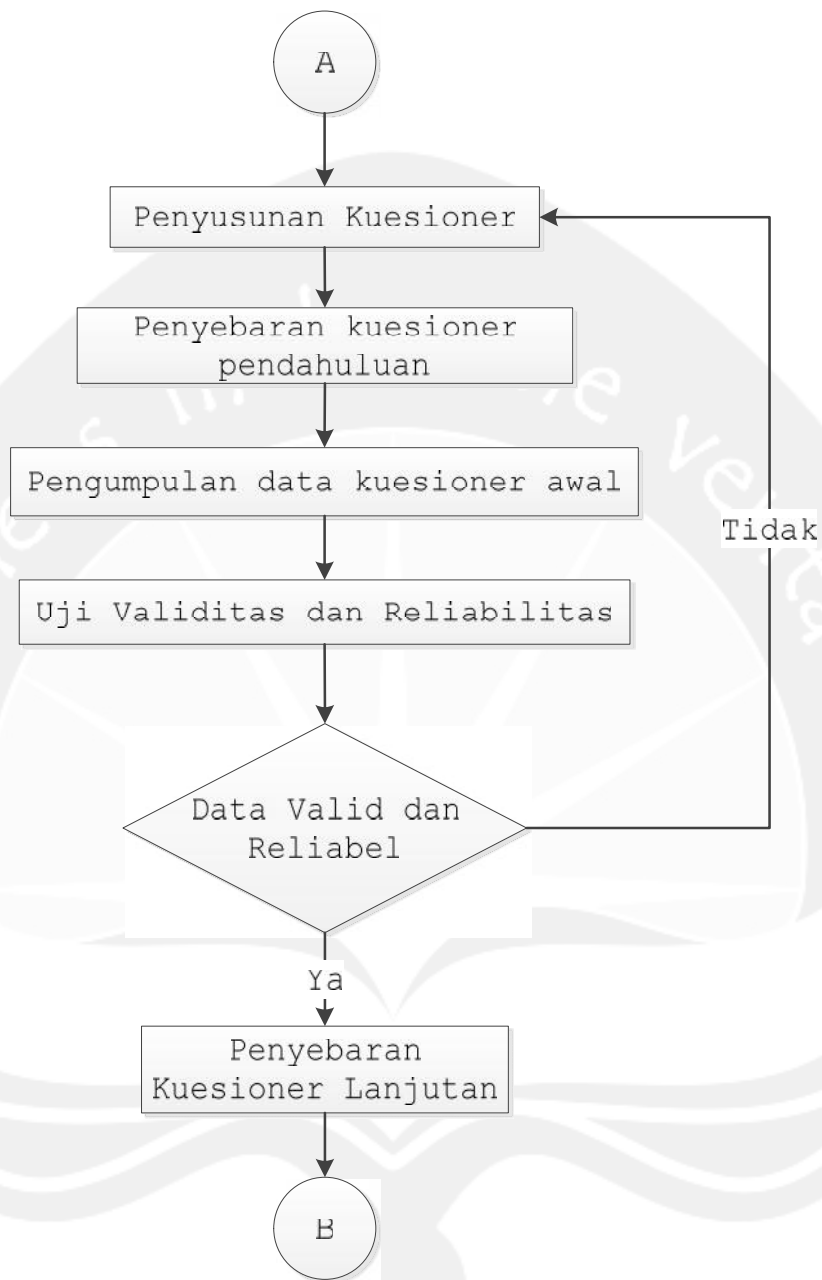 A
Penyusunan Kuesioner
Penyebaran kuesioner
pendahuluan
Pengumpulan data kuesioner awal
Tidak
Uji Validitas dan Reliabilitas
Data Valid dan
Reliabel
Ya
Penyebaran
Kuesioner Lanjutan
B